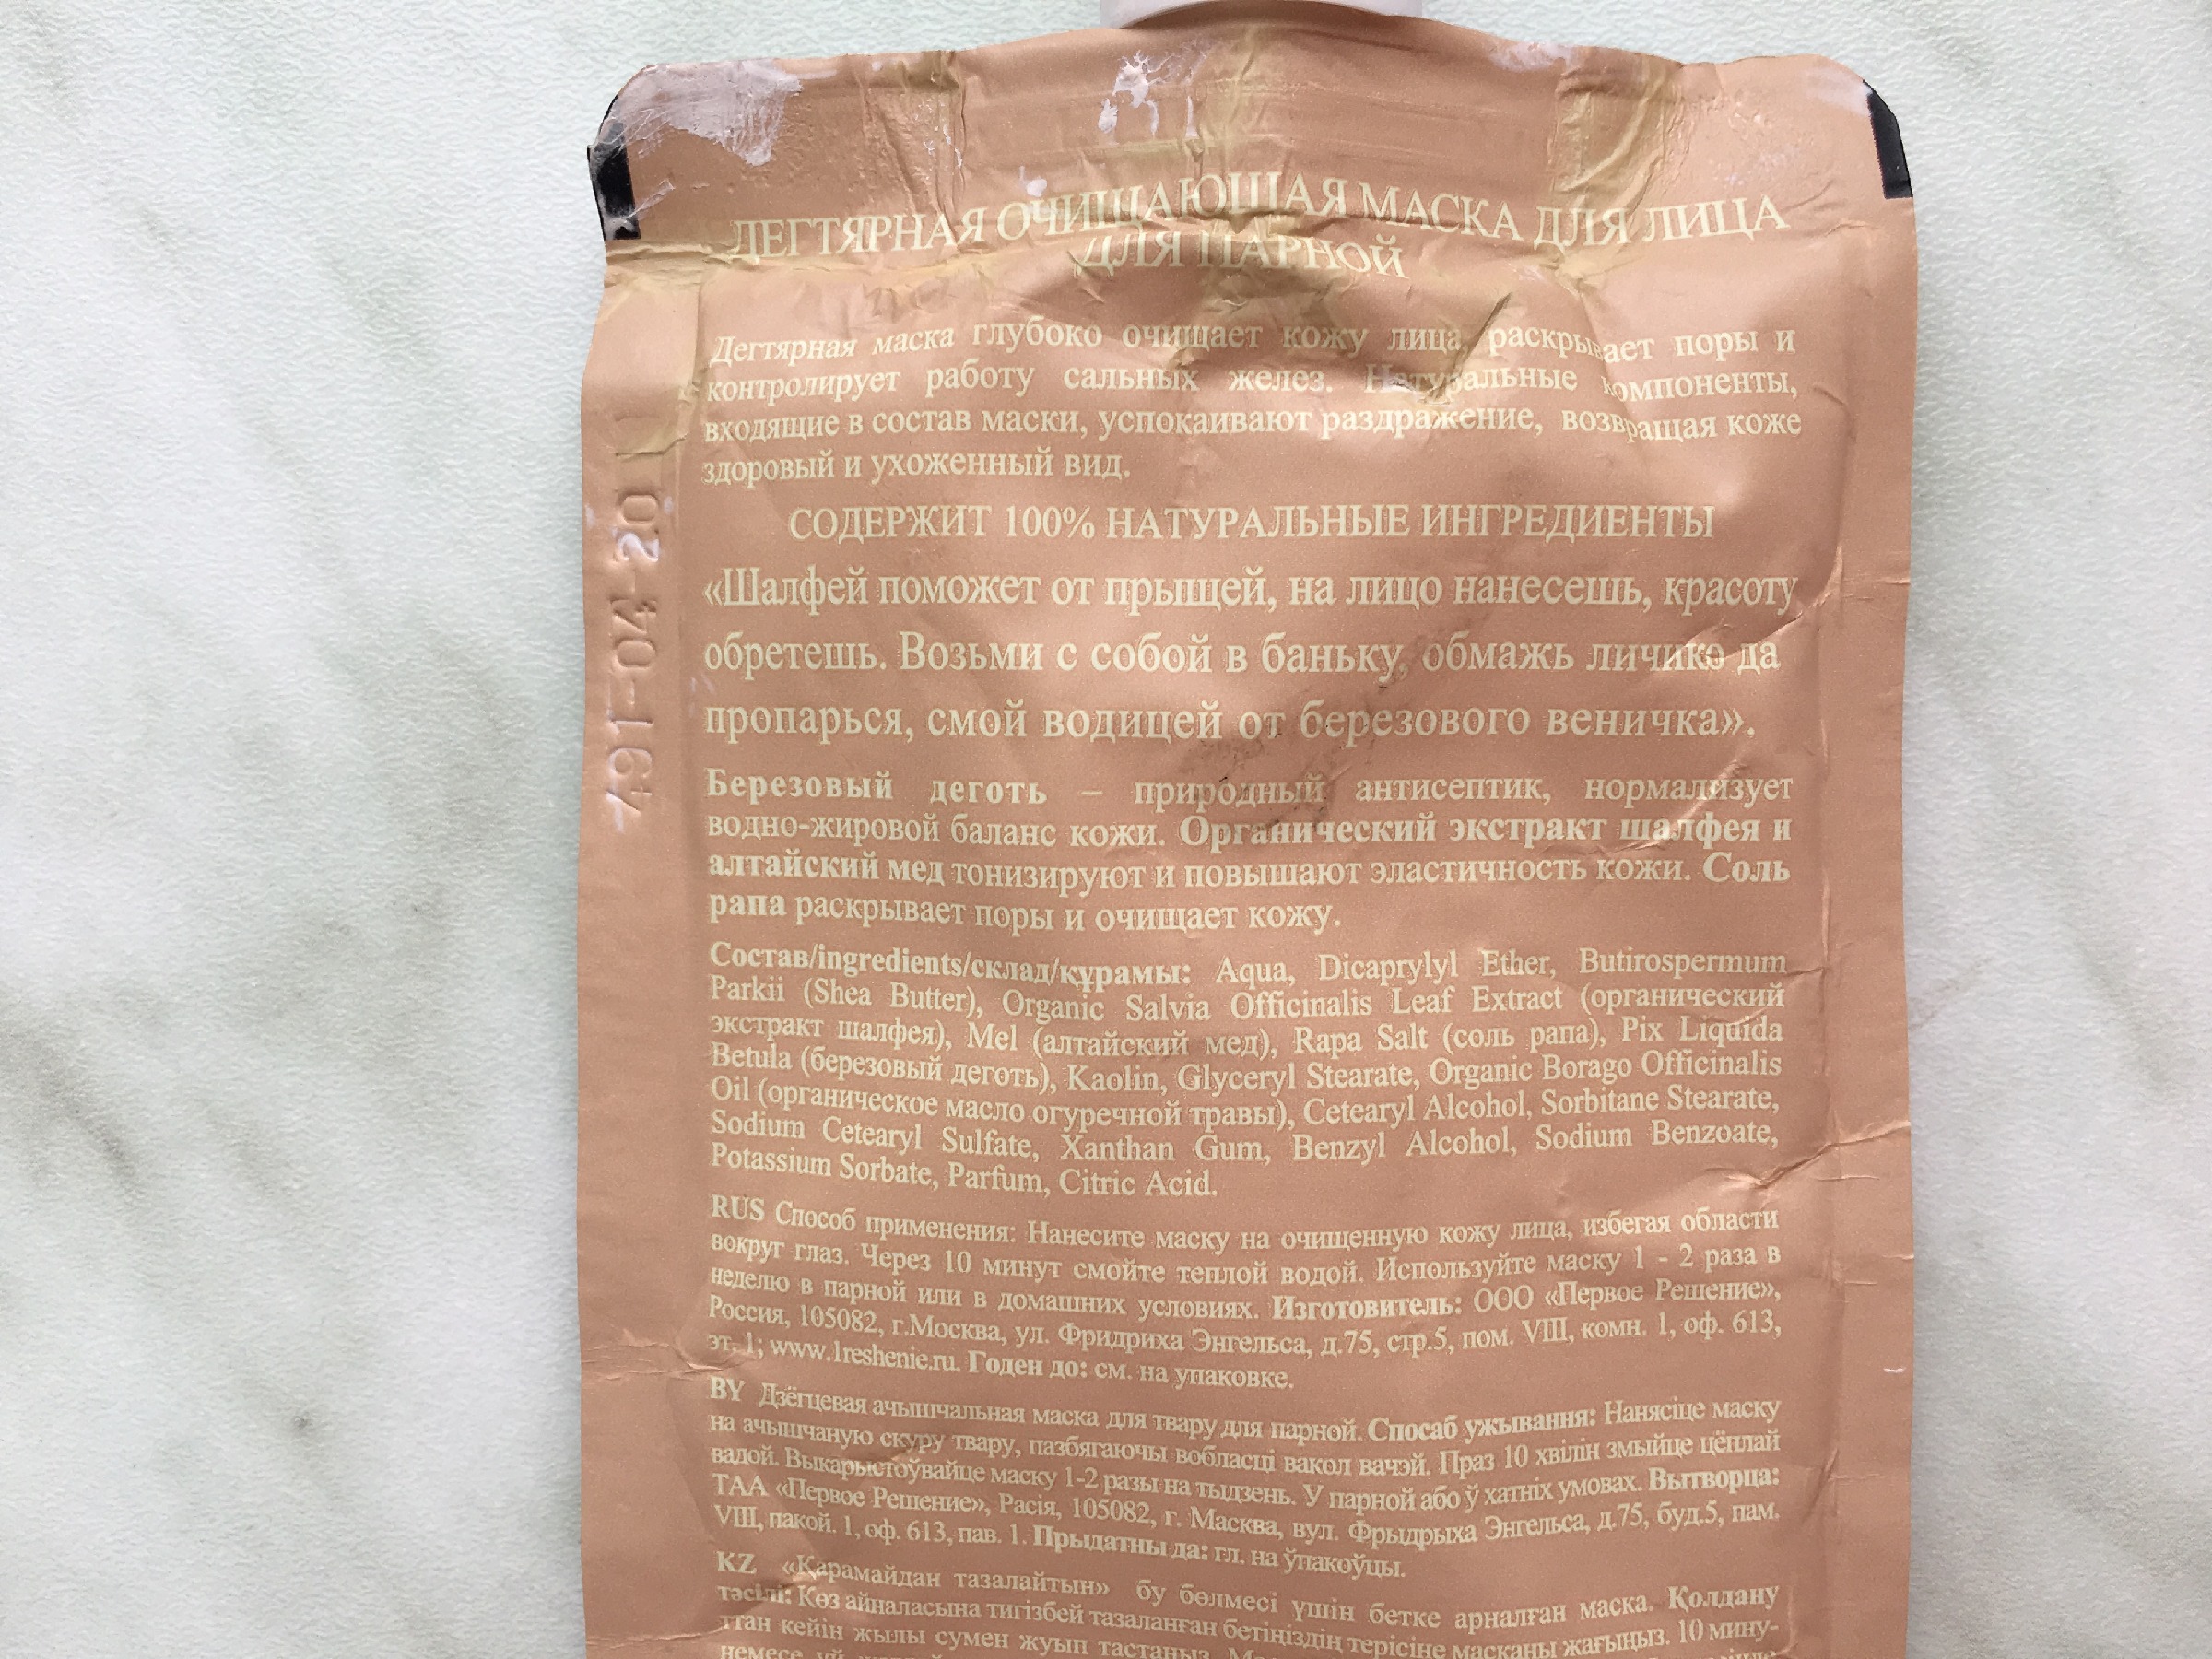 ДЕГТЯРНАЯ ОЧИЩАЮЩАЯ МАСКА ДЛЯ ЛИЦА
ДЛЯ ПАРНОЙ
Дегтярная маска глубоко очищает кожу лица, раскрывает поры и
контролирует работу сальных желез. Натуральные компоненты,
входящие в состав маски, успокаивают раздражение, возвращая коже
здоровый и ухоженный вид.
СОДЕРЖИТ 100% НАТУРАЛЬНЫЕ ИНГРЕДИЕНТЫ
«Шалфей поможет от прыщей, на лицо нанесешь, красоту
обретешь. Возьми с собой в баньку, обмажь личико да
пропарься, смой водицей от березового веничка».
Березовый деготь – природный антисептик, нормализует
водно-жировой баланс кожи. Органический экстракт шалфея и
алтайский мед тонизируют и повышают эластичность кожи. Соль
рапа раскрывает поры и очищает кожу.
Состав/ingredients/склад/құрамы: Aqua, Dicaprylyl Ether, Butirospermum
Parkii (Shea Butter), Organic Salvia Officinalis Leaf Extract (органический
экстракт шалфея), Mel (алтайский мед), Rapa Salt (соль рапа), Pix Liquida
Betula (березовый деготь), Kaolin, Glyceryl Stearate, Organic Borago Officinalis
Oil (органическое масло огуречной травы), Cetearyl Alcohol, Sorbitane Stearate,
Sodium Cetearyl Sulfate, Xanthan Gum, Benzyl Alcohol, Sodium Benzoate,
Potassium Sorbate, Parfum, Citric Acid.
RUS Способ применения: Нанесите маску на очищенную кожу лица, избегая области
вокруг глаз. Через 10 минут смойте теплой водой. Используйте маску 1 - 2 раза в
неделю в парной или в домашних условиях. Изготовитель: ООО «Первое Решение»,
Россия, 105082, г.Москва, ул. Фридриха Энгельса, д.75, стр.5, пом. VIII, комн. 1, оф. 613,
эт. 1; www.1reshenie.ru. Годен до: см. на упаковке.
BY Дзёгцевая ачышчальная маска для твару для парной. Спосаб ужывання: Нанясіце маску
на ачышчаную скуру твару, пазбягаючы вобласці вакол вачэй. Праз 10 хвілін змыйце цёплай
вадой. Выкарыстоўвайце маску 1-2 разы на тыдзень. У парной або ў хатніх умовах. Вытворца:
ТАА «Первое Решение», Расія, 105082, г. Масква, вул. Фрыдрыха Энгельса, д.75, буд.5, пам.
VIII, пакой. 1, оф. 613, пав. 1. Прыдатны да: гл. на ўпакоўцы.
KZ «Қарамайдан тазалайтын» бу бөлмесі үшін бетке арналған маска. Қолдану
тәсілі: Көз айналасына тигізбей тазаланған бетіңіздің терісіне масканы жағыңыз. 10 мину-
ттан кейін жылы сумен жуып тастаңыз.
немесе үй